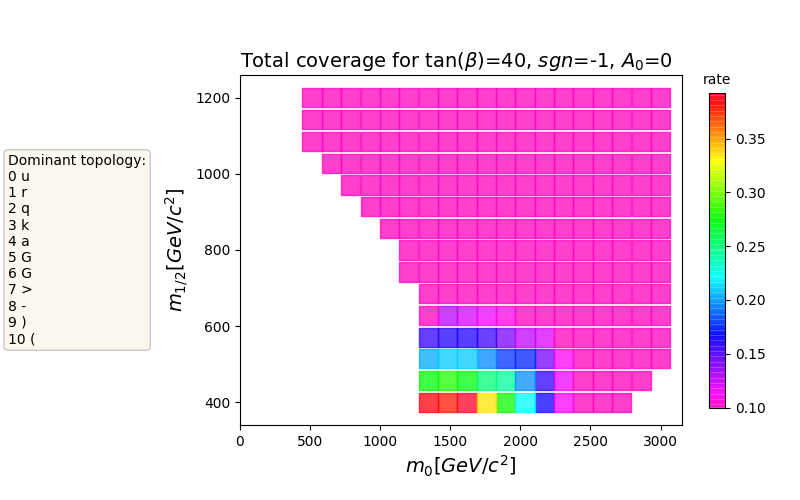 Total coverage for tan(β)=40, sgn=-1, A₀=0
rate
Dominant topology:
0 u
1 r
2 q
3 k
4 a
5 G
6 G
7 >
8 -
9 )
10 (
m₁/₂[GeV/c²]
1200
1000
800
600
400
0 500 1000 1500 2000 2500 3000
m₀[GeV/c²]
0.35
0.30
0.25
0.20
0.15
0.10